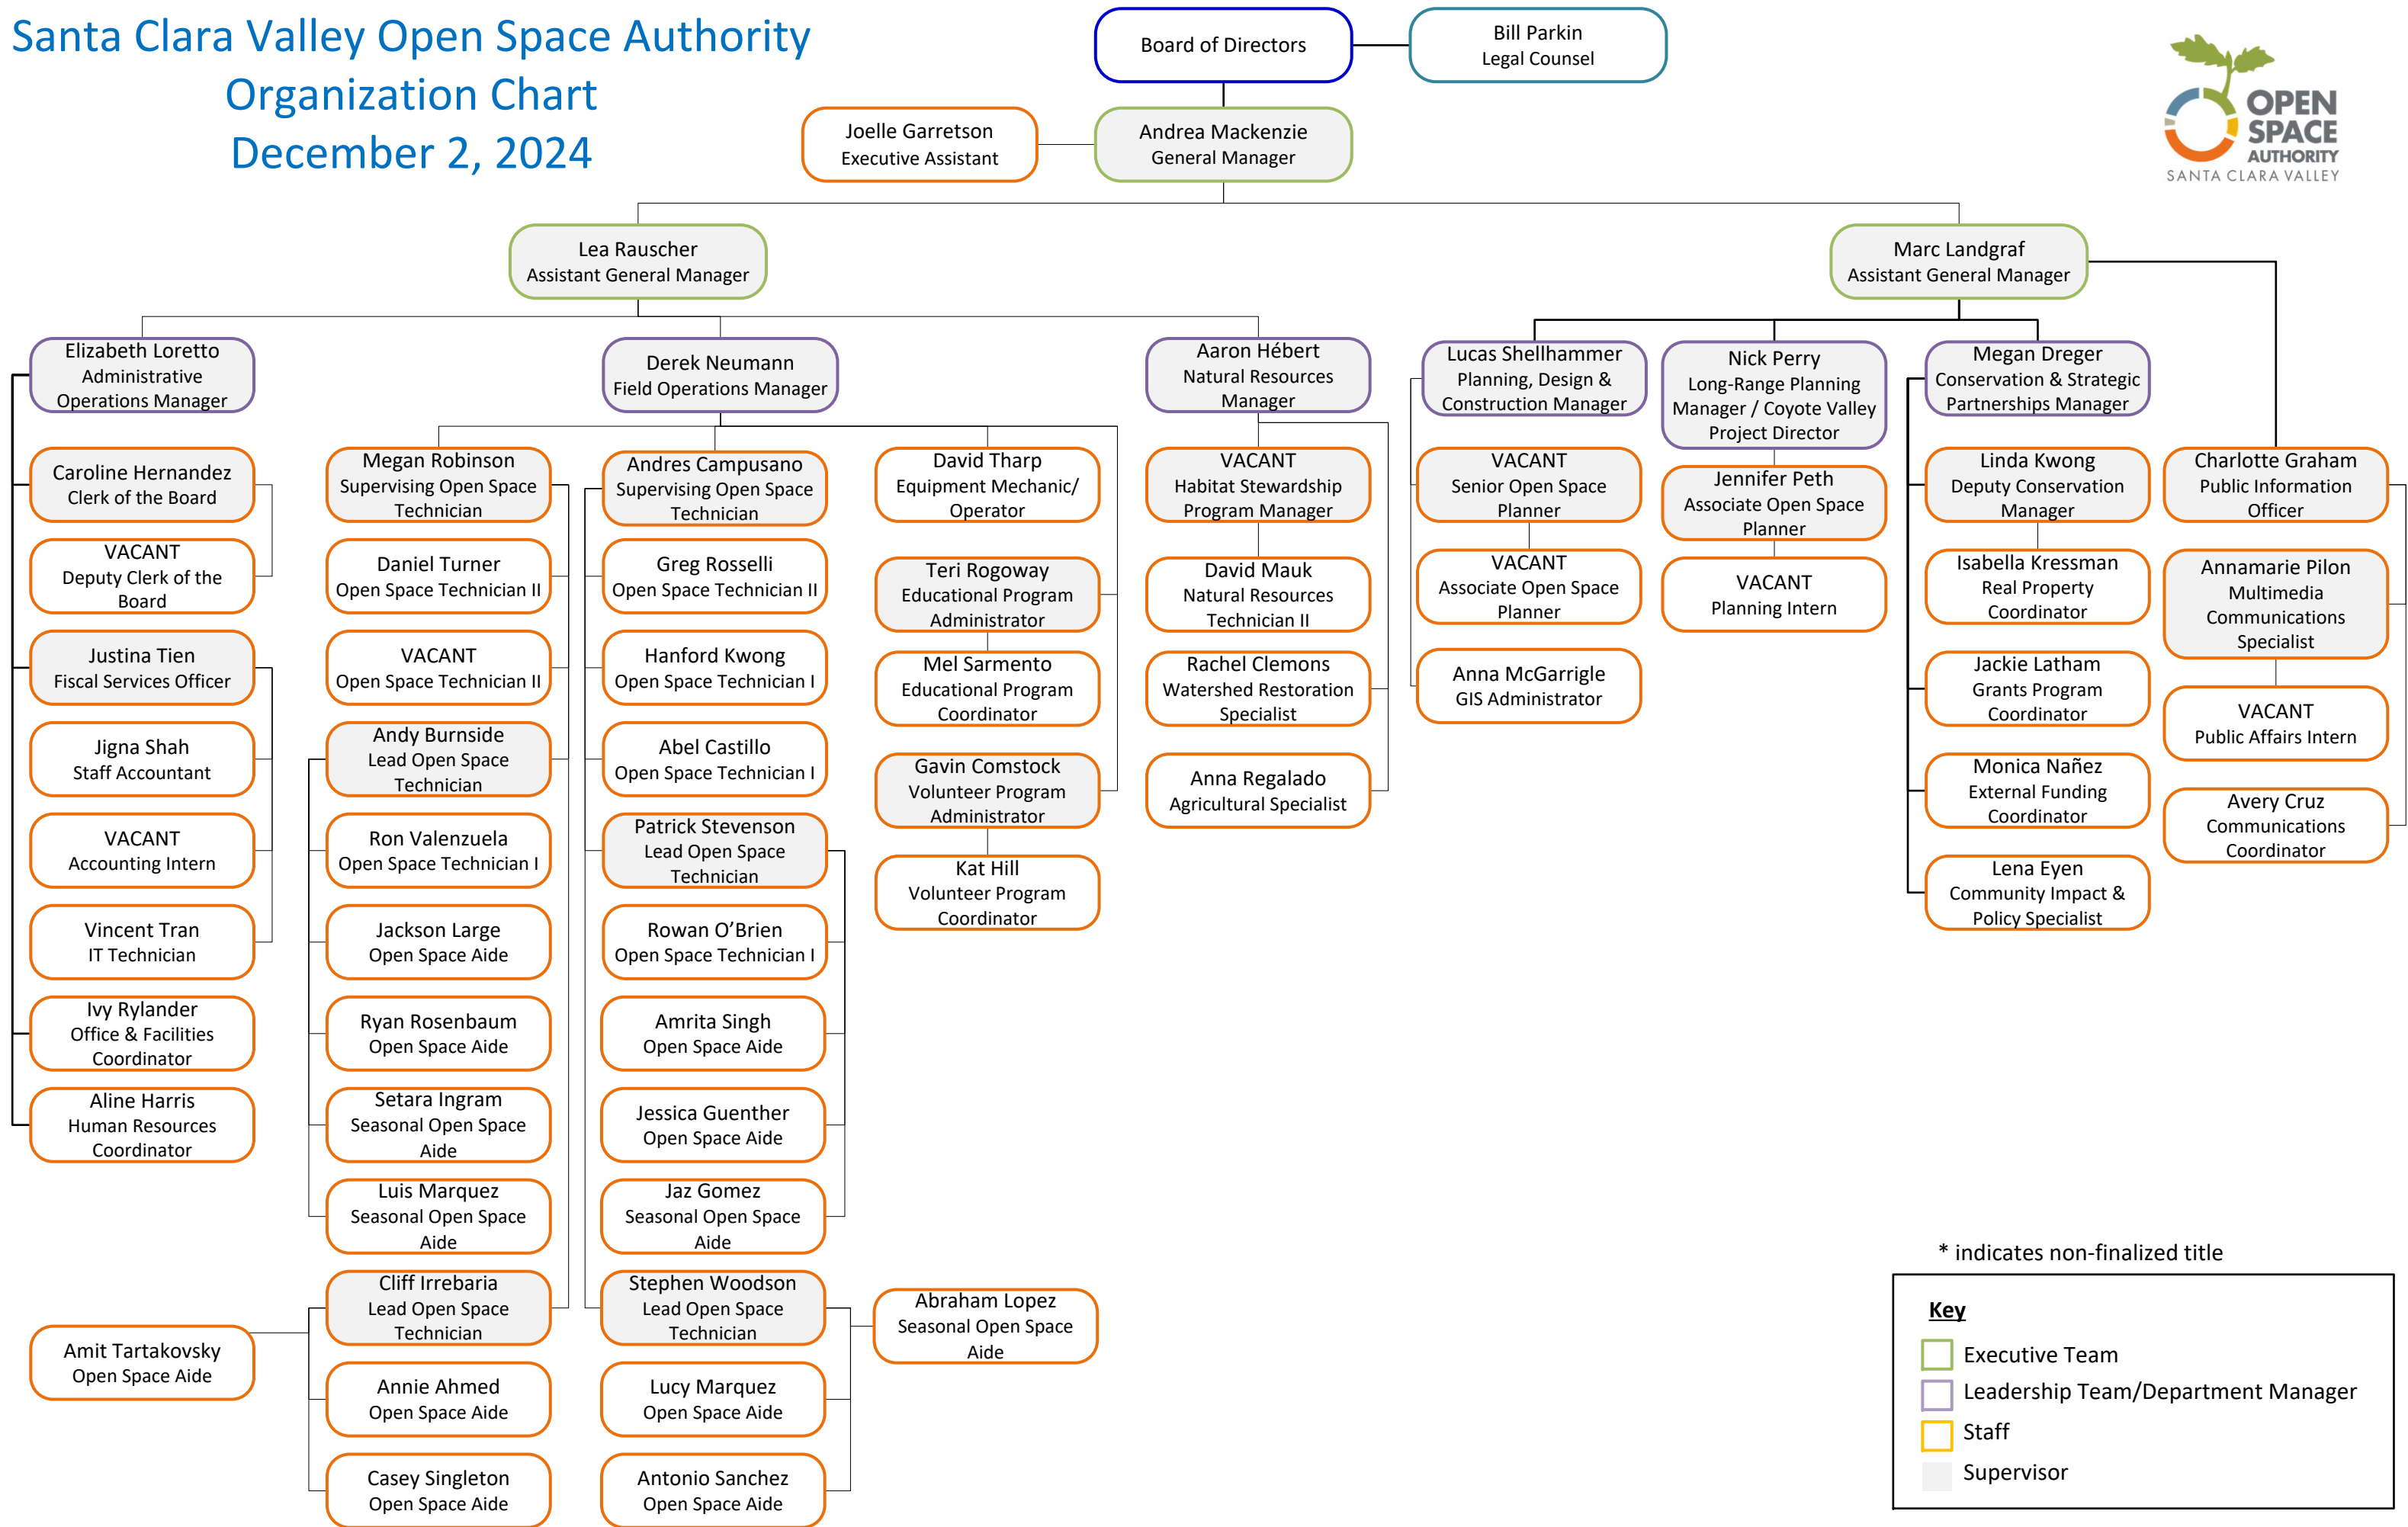 Santa Clara Valley Open Space Authority
Organization Chart
December 2, 2024
Board of Directors
Bill Parkin
Legal Counsel
OPEN
SPACE
AUTHORITY
SANTA CLARA VALLEY
Joelle Garretson
Executive Assistant
Andrea Mackenzie
General Manager
Lea Rauscher
Assistant General Manager
Marc Landgraf
Assistant General Manager
Elizabeth Loretto
Administrative
Operations Manager
Derek Neumann
Field Operations Manager
Aaron Hébert
Natural Resources
Manager
Lucas Shellhammer
Planning, Design &
Construction Manager
Nick Perry
Long-Range Planning
Manager / Coyote Valley
Project Director
Megan Dreger
Conservation & Strategic
Partnerships Manager
Caroline Hernandez
Clerk of the Board
VACANT
Deputy Clerk of the
Board
Justina Tien
Fiscal Services Officer
Jigna Shah
Staff Accountant
VACANT
Accounting Intern
Vincent Tran
IT Technician
Ivy Rylander
Office & Facilities
Coordinator
Aline Harris
Human Resources
Coordinator
Amit Tartakovsky
Open Space Aide
Megan Robinson
Supervising Open Space
Technician
Daniel Turner
Open Space Technician II
VACANT
Open Space Technician II
Andy Burnside
Lead Open Space
Technician
Ron Valenzuela
Open Space Technician I
Jackson Large
Open Space Aide
Ryan Rosenbaum
Open Space Aide
Setara Ingram
Seasonal Open Space
Aide
Luis Marquez
Seasonal Open Space
Aide
Cliff Irrebaria
Lead Open Space
Technician
Annie Ahmed
Open Space Aide
Casey Singleton
Open Space Aide
Andres Campusano
Supervising Open Space
Technician
Greg Rosselli
Open Space Technician II
Hanford Kwong
Open Space Technician I
Abel Castillo
Open Space Technician I
Patrick Stevenson
Lead Open Space
Technician
Rowan O’Brien
Open Space Technician I
Amrita Singh
Open Space Aide
Jessica Guenther
Open Space Aide
Jaz Gomez
Seasonal Open Space
Aide
Stephen Woodson
Lead Open Space
Technician
Lucy Marquez
Open Space Aide
Antonio Sanchez
Open Space Aide
David Tharp
Equipment Mechanic/
Operator
Teri Rogoway
Educational Program
Administrator
Mel Sarmento
Educational Program
Coordinator
Gavin Comstock
Volunteer Program
Administrator
Kat Hill
Volunteer Program
Coordinator
Abraham Lopez
Seasonal Open Space
Aide
VACANT
Habitat Stewardship
Program Manager
David Mauk
Natural Resources
Technician II
Rachel Clemons
Watershed Restoration
Specialist
Anna Regalado
Agricultural Specialist
VACANT
Senior Open Space
Planner
VACANT
Associate Open Space
Planner
Anna McGarrigle
GIS Administrator
Jennifer Peth
Associate Open Space
Planner
VACANT
Planning Intern
Linda Kwong
Deputy Conservation
Manager
Isabella Kressman
Real Property
Coordinator
Jackie Latham
Grants Program
Coordinator
Monica Nañez
External Funding
Coordinator
Lena Eyen
Community Impact &
Policy Specialist
Charlotte Graham
Public Information
Officer
Annamarie Pilon
Multimedia
Communications
Specialist
VACANT
Public Affairs Intern
Avery Cruz
Communications
Coordinator
* indicates non-finalized title
Key
Executive Team
Leadership Team/Department Manager
Staff
Supervisor